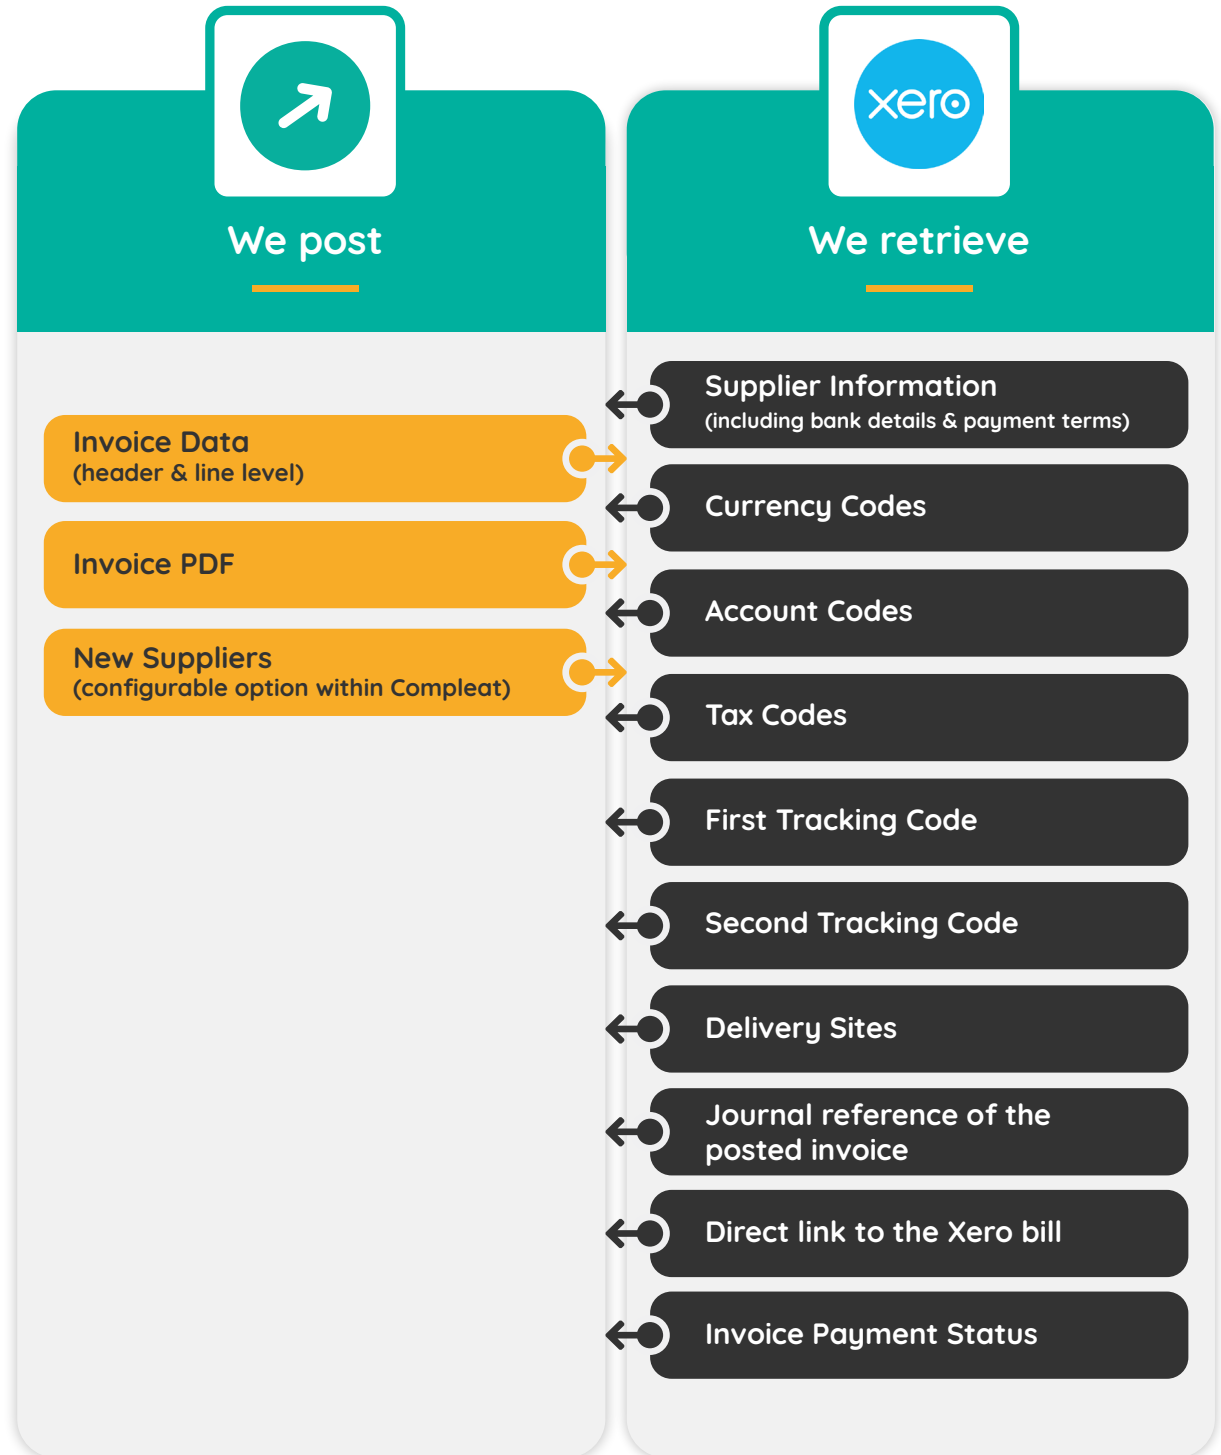 We post
Invoice Data
(header & line level)
Invoice PDF
New Suppliers
(configurable option within Compleat)
xero
We retrieve
Supplier Information
(including bank details & payment terms)
Currency Codes
Account Codes
Tax Codes
First Tracking Code
Second Tracking Code
Delivery Sites
Journal reference of the
posted invoice
Direct link to the Xero bill
Invoice Payment Status